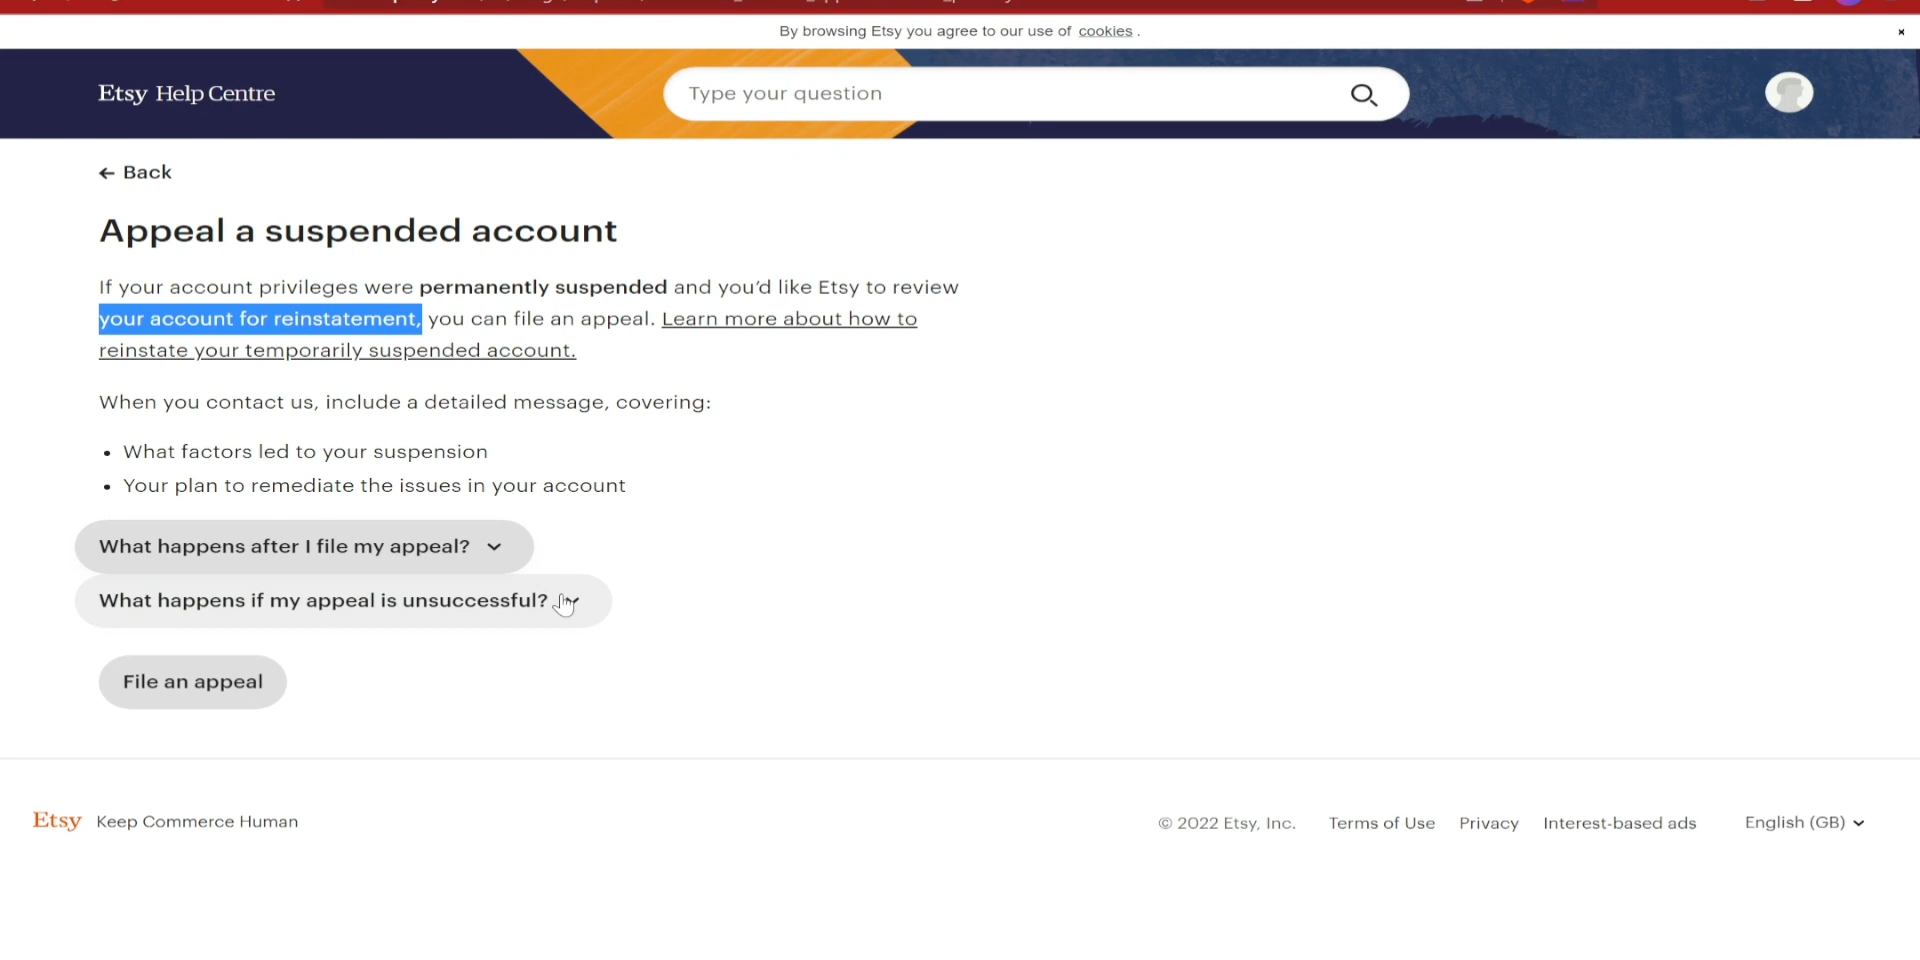 By browsing Etsy you agree to our use of cookies .
Etsy Help Centre
Type your question
Back
Appeal a suspended account
If your account privileges were permanently suspended and you’d like Etsy to review
your account for reinstatement, you can file an appeal. Learn more about how to
reinstate your temporarily suspended account.
When you contact us, include a detailed message, covering:
• What factors led to your suspension
• Your plan to remediate the issues in your account
What happens after I file my appeal?
What happens if my appeal is unsuccessful?
File an appeal
Etsy Keep Commerce Human
© 2022 Etsy, Inc. Terms of Use Privacy Interest-based ads English (GB)